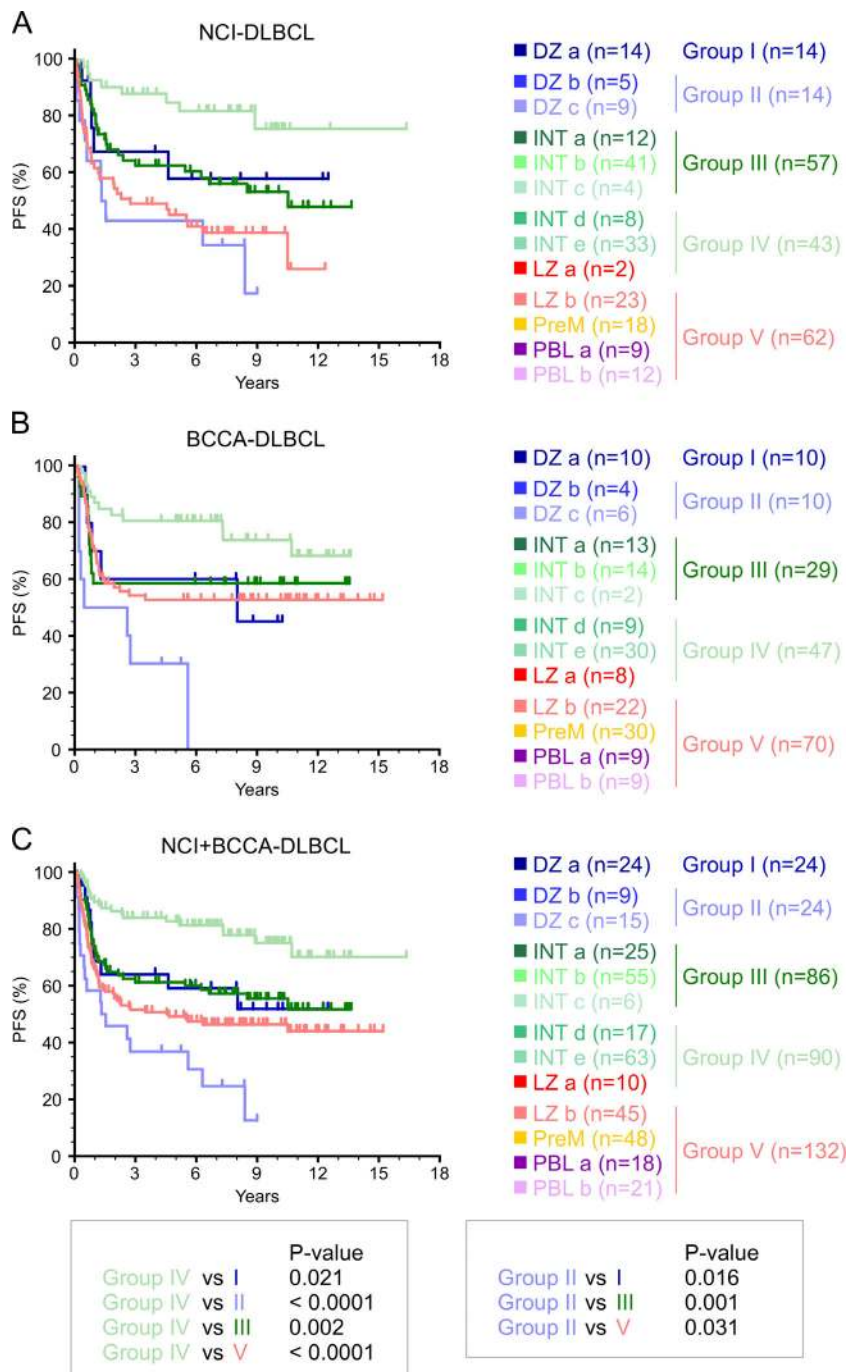 A
NCI-DLBCL
PFS (%)
100
80
60
40
20
0
0 3 6 9 12 15 18
Years
DZ a (n=14) Group I (n=14)
DZ b (n=5)
DZ c (n=9)
Group II (n=14)
INT a (n=12)
INT b (n=41)
INT c (n=4)
Group III (n=57)
INT d (n=8)
INT e (n=33)
LZ a (n=2)
Group IV (n=43)
LZ b (n=23)
PreM (n=18)
PBL a (n=9)
PBL b (n=12)
Group V (n=62)
B
BCCA-DLBCL
PFS (%)
100
80
60
40
20
0
0 3 6 9 12 15 18
Years
DZ a (n=10) Group I (n=10)
DZ b (n=4)
DZ c (n=6)
Group II (n=10)
INT a (n=13)
INT b (n=14)
INT c (n=2)
Group III (n=29)
INT d (n=9)
INT e (n=30)
LZ a (n=8)
Group IV (n=47)
LZ b (n=22)
PreM (n=30)
PBL a (n=9)
PBL b (n=9)
Group V (n=70)
C
NCI+BCCA-DLBCL
PFS (%)
100
80
60
40
20
0
0 3 6 9 12 15 18
Years
DZ a (n=24) Group I (n=24)
DZ b (n=9)
DZ c (n=15)
Group II (n=24)
INT a (n=25)
INT b (n=55)
INT c (n=6)
Group III (n=86)
INT d (n=17)
INT e (n=63)
LZ a (n=10)
Group IV (n=90)
LZ b (n=45)
PreM (n=48)
PBL a (n=18)
PBL b (n=21)
Group V (n=132)
P-value
Group IV vs I 0.021
Group IV vs II < 0.0001
Group IV vs III 0.002
Group IV vs V < 0.0001
P-value
Group II vs I 0.016
Group II vs III 0.001
Group II vs V 0.031